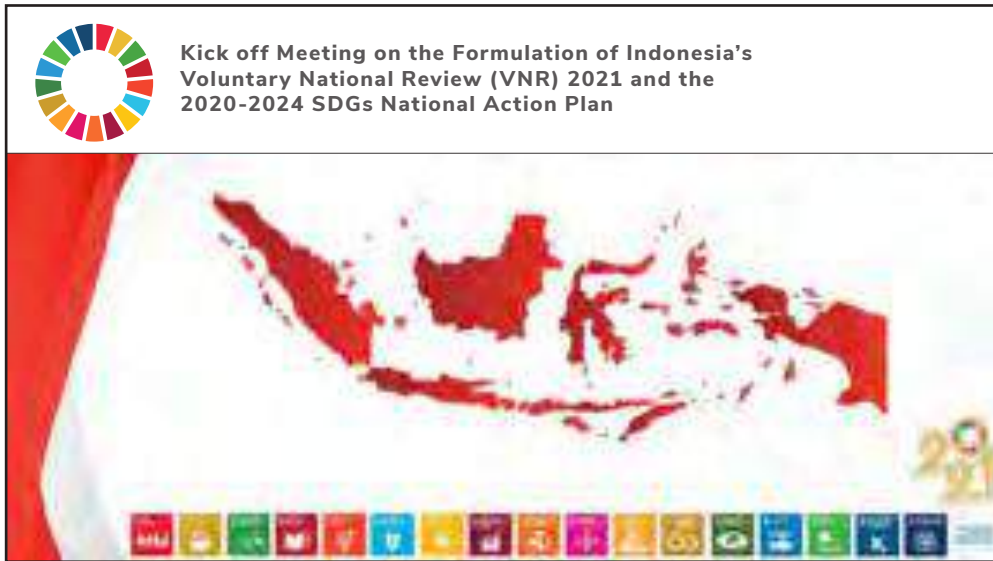 Kick off Meeting on the Formulation of Indonesia's
Voluntary National Review (VNR) 2021 and the
2020-2024 SDGs National Action Plan